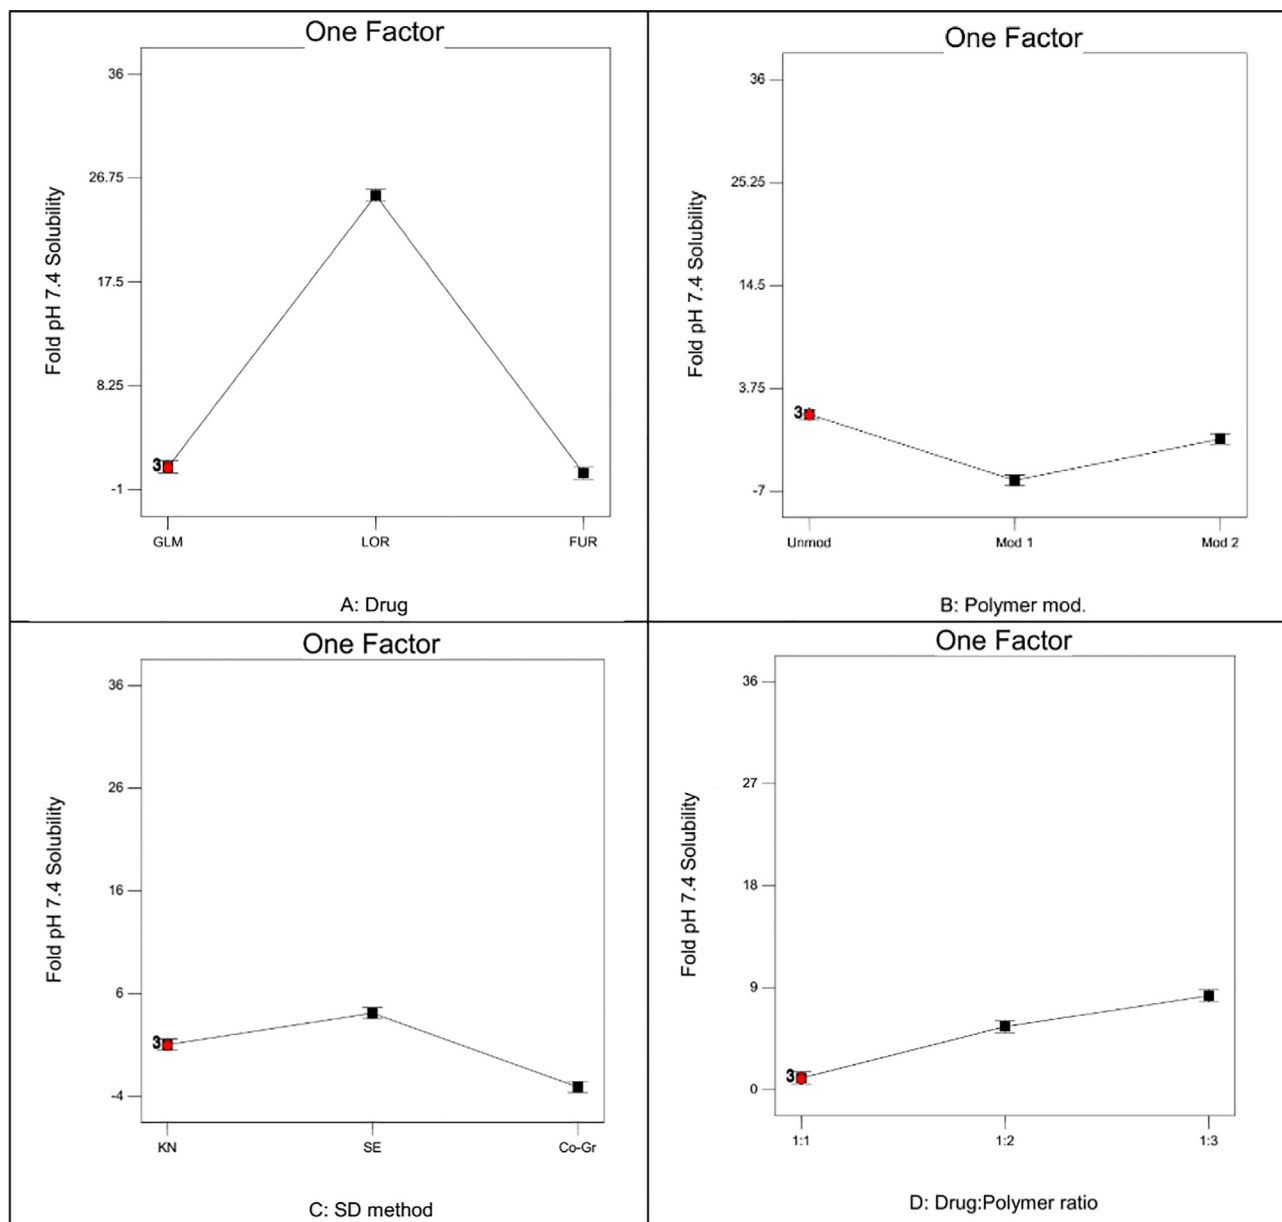 One Factor
36
26.75
17.5
8.25
-1
Fold pH 7.4 Solubility
3
GLM LOR FUR
A: Drug
One Factor
36
25.25
14.5
3.75
-7
Fold pH 7.4 Solubility
3
Unmod Mod 1 Mod 2
B: Polymer mod.
One Factor
36
26
16
6
-4
Fold pH 7.4 Solubility
3
KN SE Co-Gr
C: SD method
One Factor
36
27
18
9
0
Fold pH 7.4 Solubility
3
1:1 1:2 1:3
D: Drug:Polymer ratio